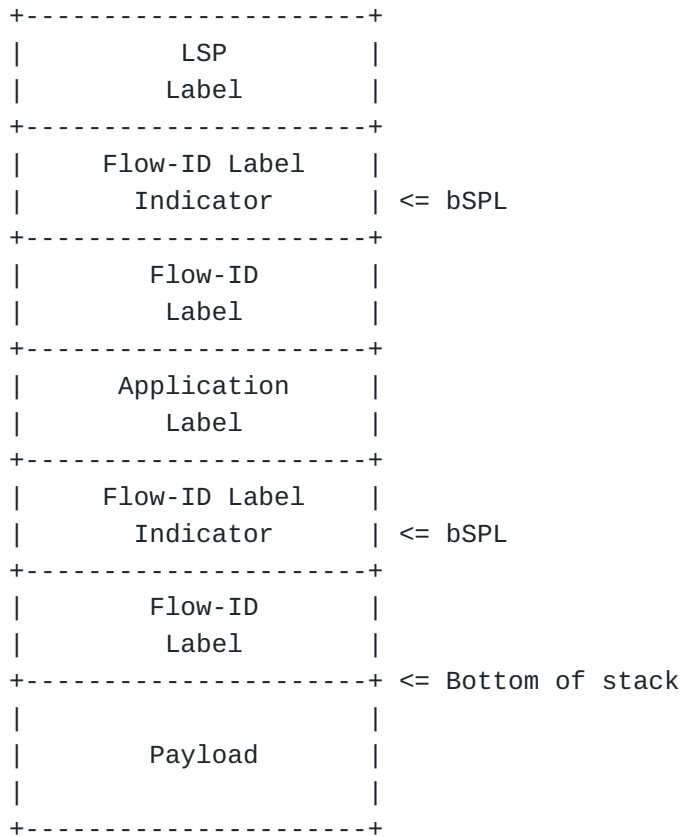 LSP
Label
Flow-ID Label
Indicator <= bSPL
Flow-ID
Label
Application
Label
Flow-ID Label
Indicator <= bSPL
Flow-ID
Label
<= Bottom of stack
Payload